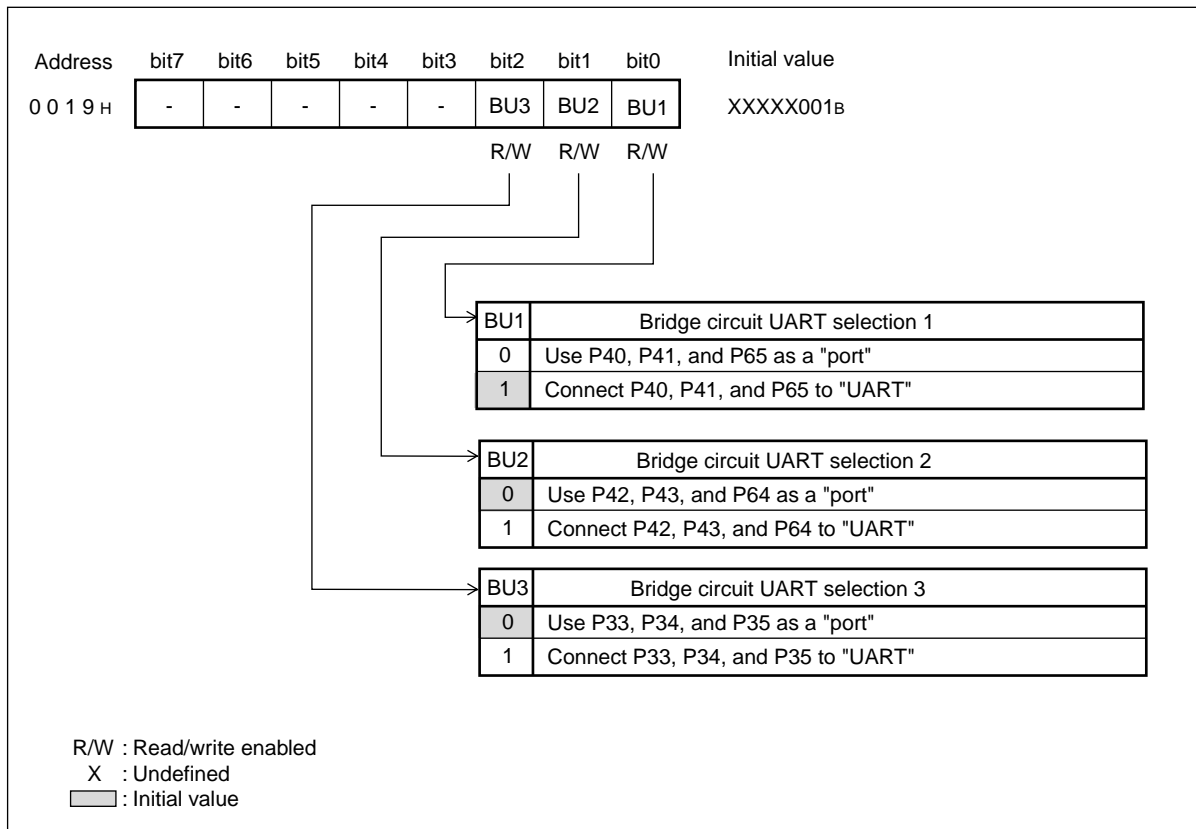 Address bit7 bit6 bit5 bit4 bit3 bit2 bit1 bit0 Initial value
0 0 1 9 H - - - - - BU3 BU2 BU1 XXXXX001B
R/W R/W R/W
BU1 Bridge circuit UART selection 1
0 Use P40, P41, and P65 as a "port"
1 Connect P40, P41, and P65 to "UART"
BU2 Bridge circuit UART selection 2
0 Use P42, P43, and P64 as a "port"
1 Connect P42, P43, and P64 to "UART"
BU3 Bridge circuit UART selection 3
0 Use P33, P34, and P35 as a "port"
1 Connect P33, P34, and P35 to "UART"
R/W : Read/write enabled
X : Undefined
: Initial value